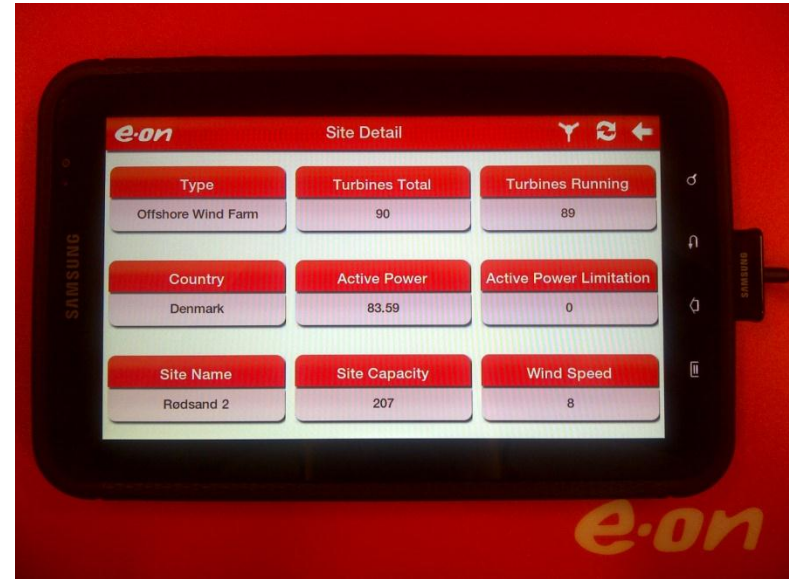 e·on
Site Detail
Type
Turbines Total
Turbines Running
Offshore Wind Farm
90
89
Country
Active Power
Active Power Limitation
Denmark
83.59
0
Site Name
Site Capacity
Wind Speed
Rødsand 2
207
8
SAMSUNG
SAMSUNG
e·on